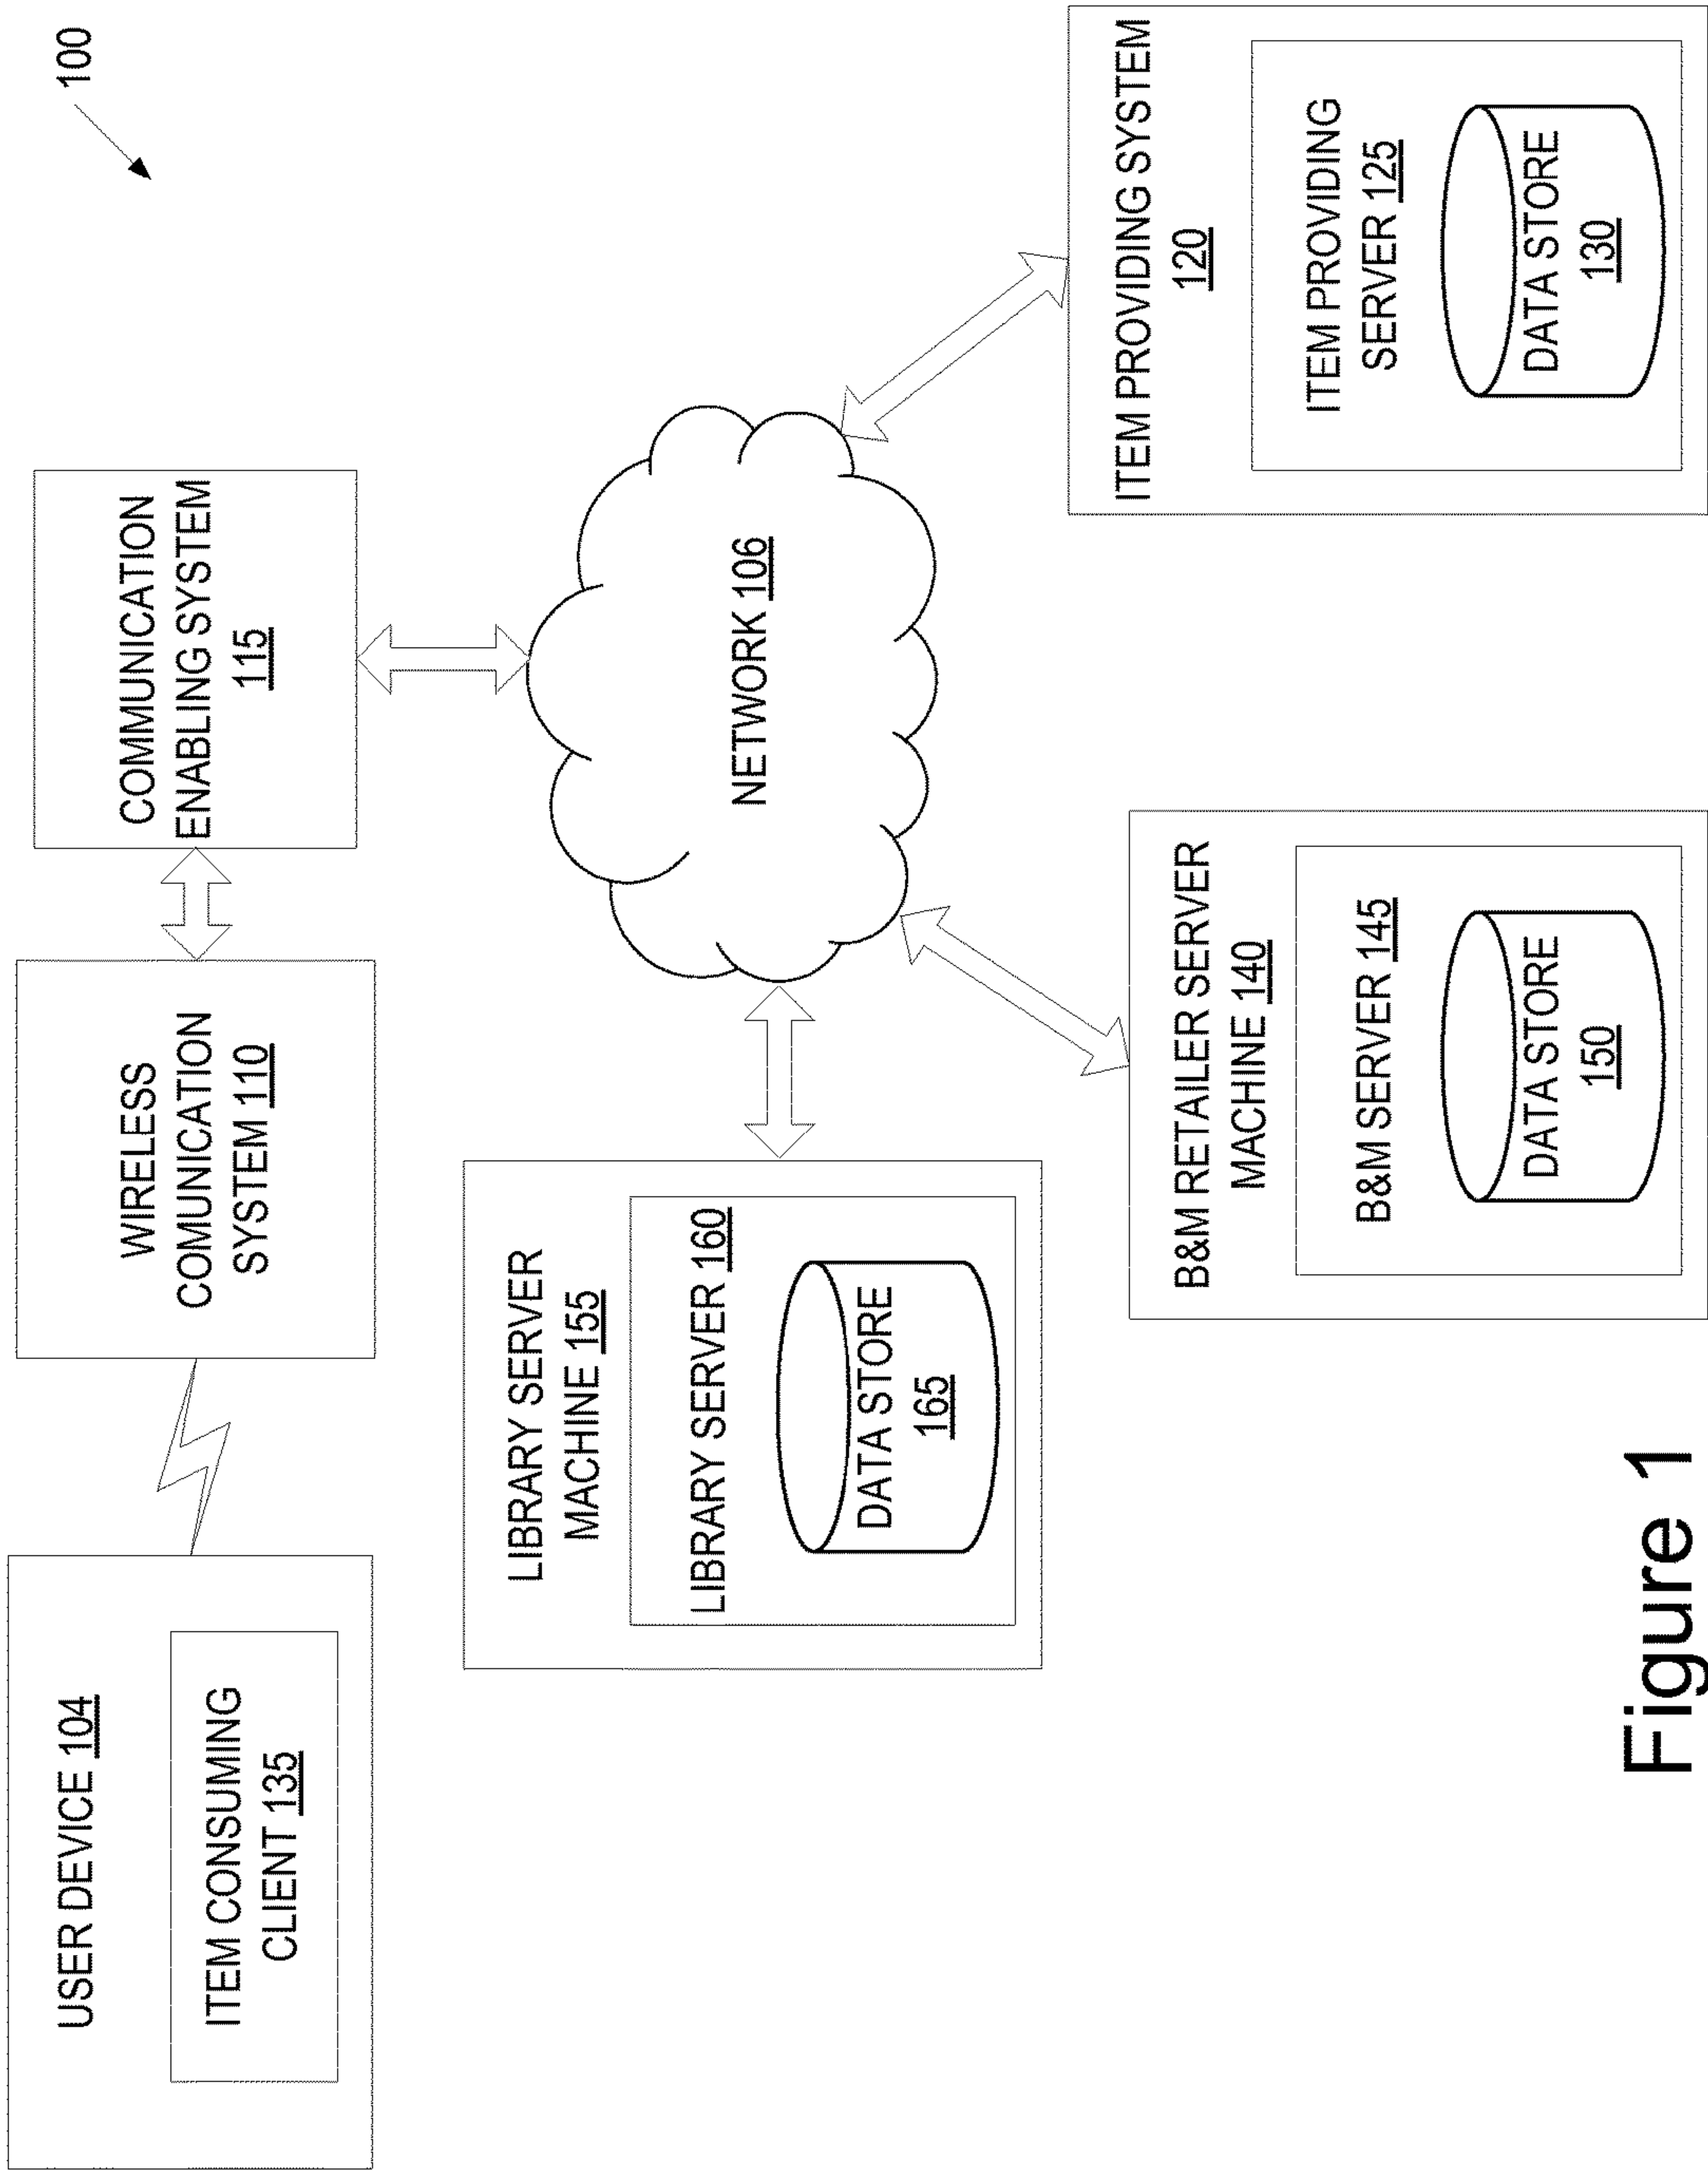 100
USER DEVICE 104
ITEM CONSUMING
CLIENT 135
WIRELESS
COMUNICATION
SYSTEM 110
COMMUNICATION
ENABLING SYSTEM
115
NETWORK 106
LIBRARY SERVER
MACHINE 155
LIBRARY SERVER 160
DATA STORE
165
B&M RETAILER SERVER
MACHINE 140
B&M SERVER 145
DATA STORE
150
ITEM PROVIDING SYSTEM
120
ITEM PROVIDING
SERVER 125
DATA STORE
130
Figure 1